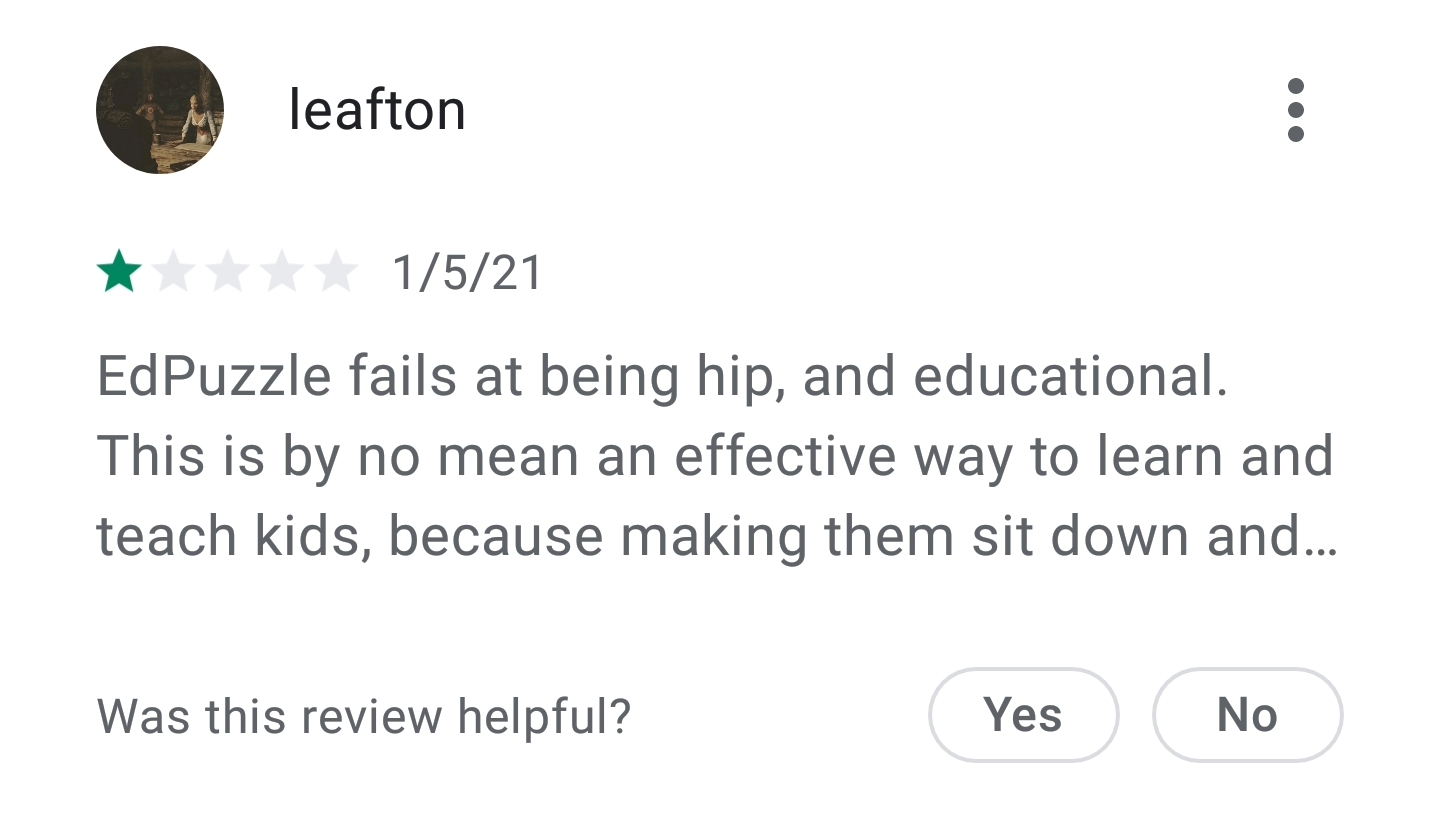 leafton
1/5/21
EdPuzzle fails at being hip, and educational.
This is by no mean an effective way to learn and
teach kids, because making them sit down and…
Was this review helpful?
Yes
No